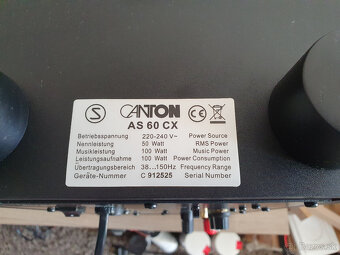 S CANTON CE
AS 60 CX
Betriebsspannung 220-240 V~ Power Source
Nennleistung 50 Watt RMS Power
Musikleistung 100 Watt Music Power
Leistungsaufnahme 100 Watt Power Consumption
Übertragungsbereich 38...150Hz Frequency Range
Geräte-Nummer C 912525 Serial Number